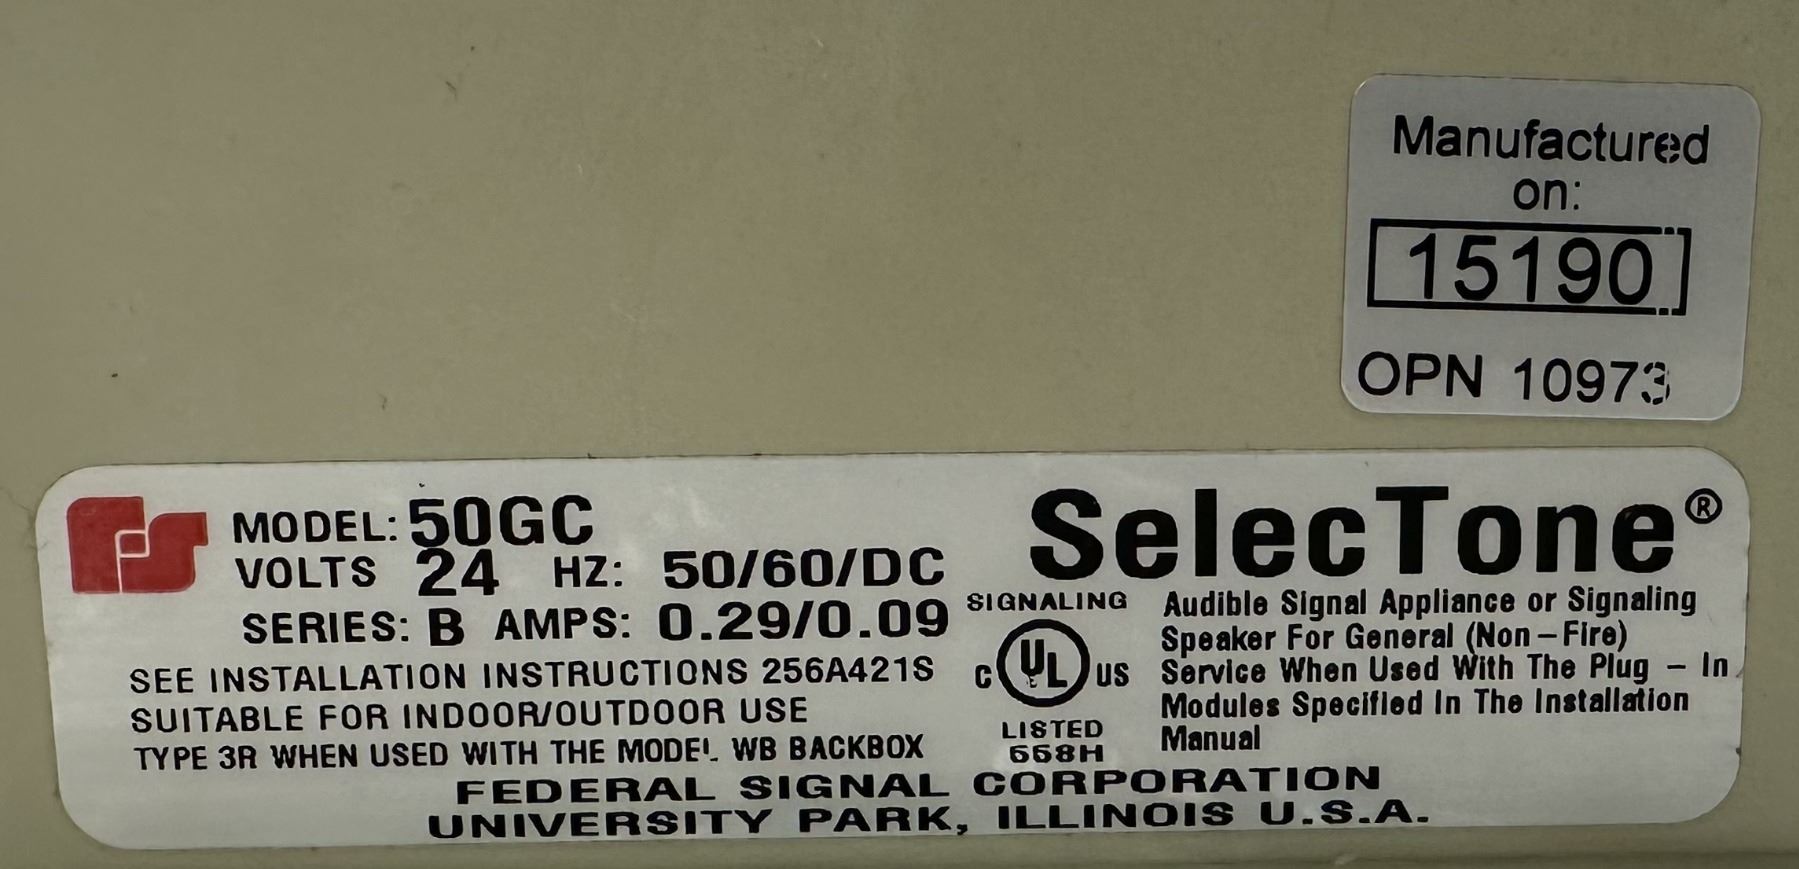 Manufactured
on:
15190
OPN 10973
MODEL: 50GC
VOLTS 24 HZ: 50/60/DC
SERIES: B AMPS: 0.29/0.09
SEE INSTALLATION INSTRUCTIONS 256A421S
SUITABLE FOR INDOOR/OUTDOOR USE
TYPE 3R WHEN USED WITH THE MODEL WB BACKBOX
SelecTone®
SIGNALING
C UL US
LISTED
558H
Audible Signal Appliance or Signaling
Speaker For General (Non-Fire)
Service When Used With The Plug - In
Modules Specified In The Installation
Manual
FEDERAL SIGNAL CORPORATION
UNIVERSITY PARK, ILLINOIS U.S.A.